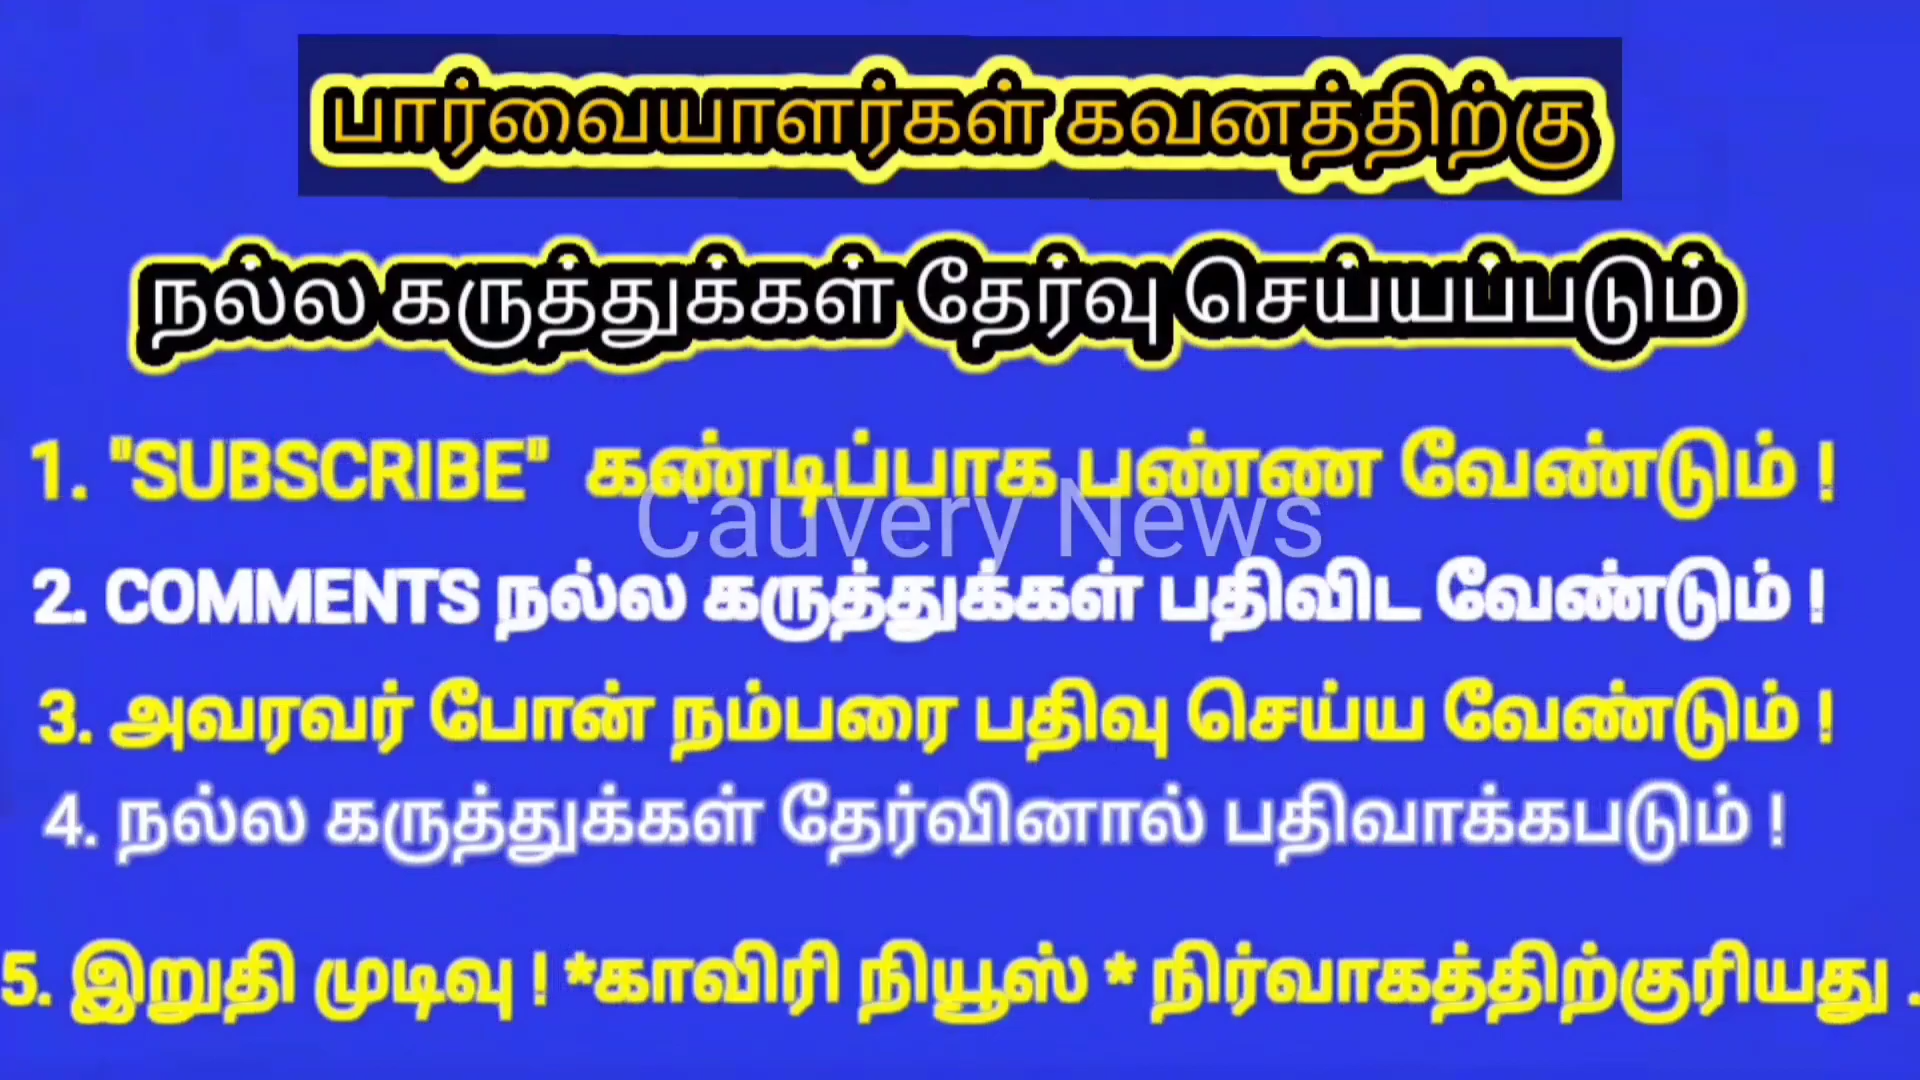 பார்வையாளர்கள் கவனத்திற்கு
நல்ல கருத்துக்கள் தேர்வு செய்யப்படும்
1. "SUBSCRIBE" கண்டிப்பாக பண்ண வேண்டும் !
Cauvery News
2. COMMENTS நல்ல கருத்துக்கள் பதிவிட வேண்டும் !
3. அவரவர் போன் நம்பரை பதிவு செய்ய வேண்டும் !
4. நல்ல கருத்துக்கள் தேர்வினால் பதிவாக்கபடும் !
5. இறுதி முடிவு ! *காவிரி நியூஸ் * நிர்வாகத்திற்குரியது .